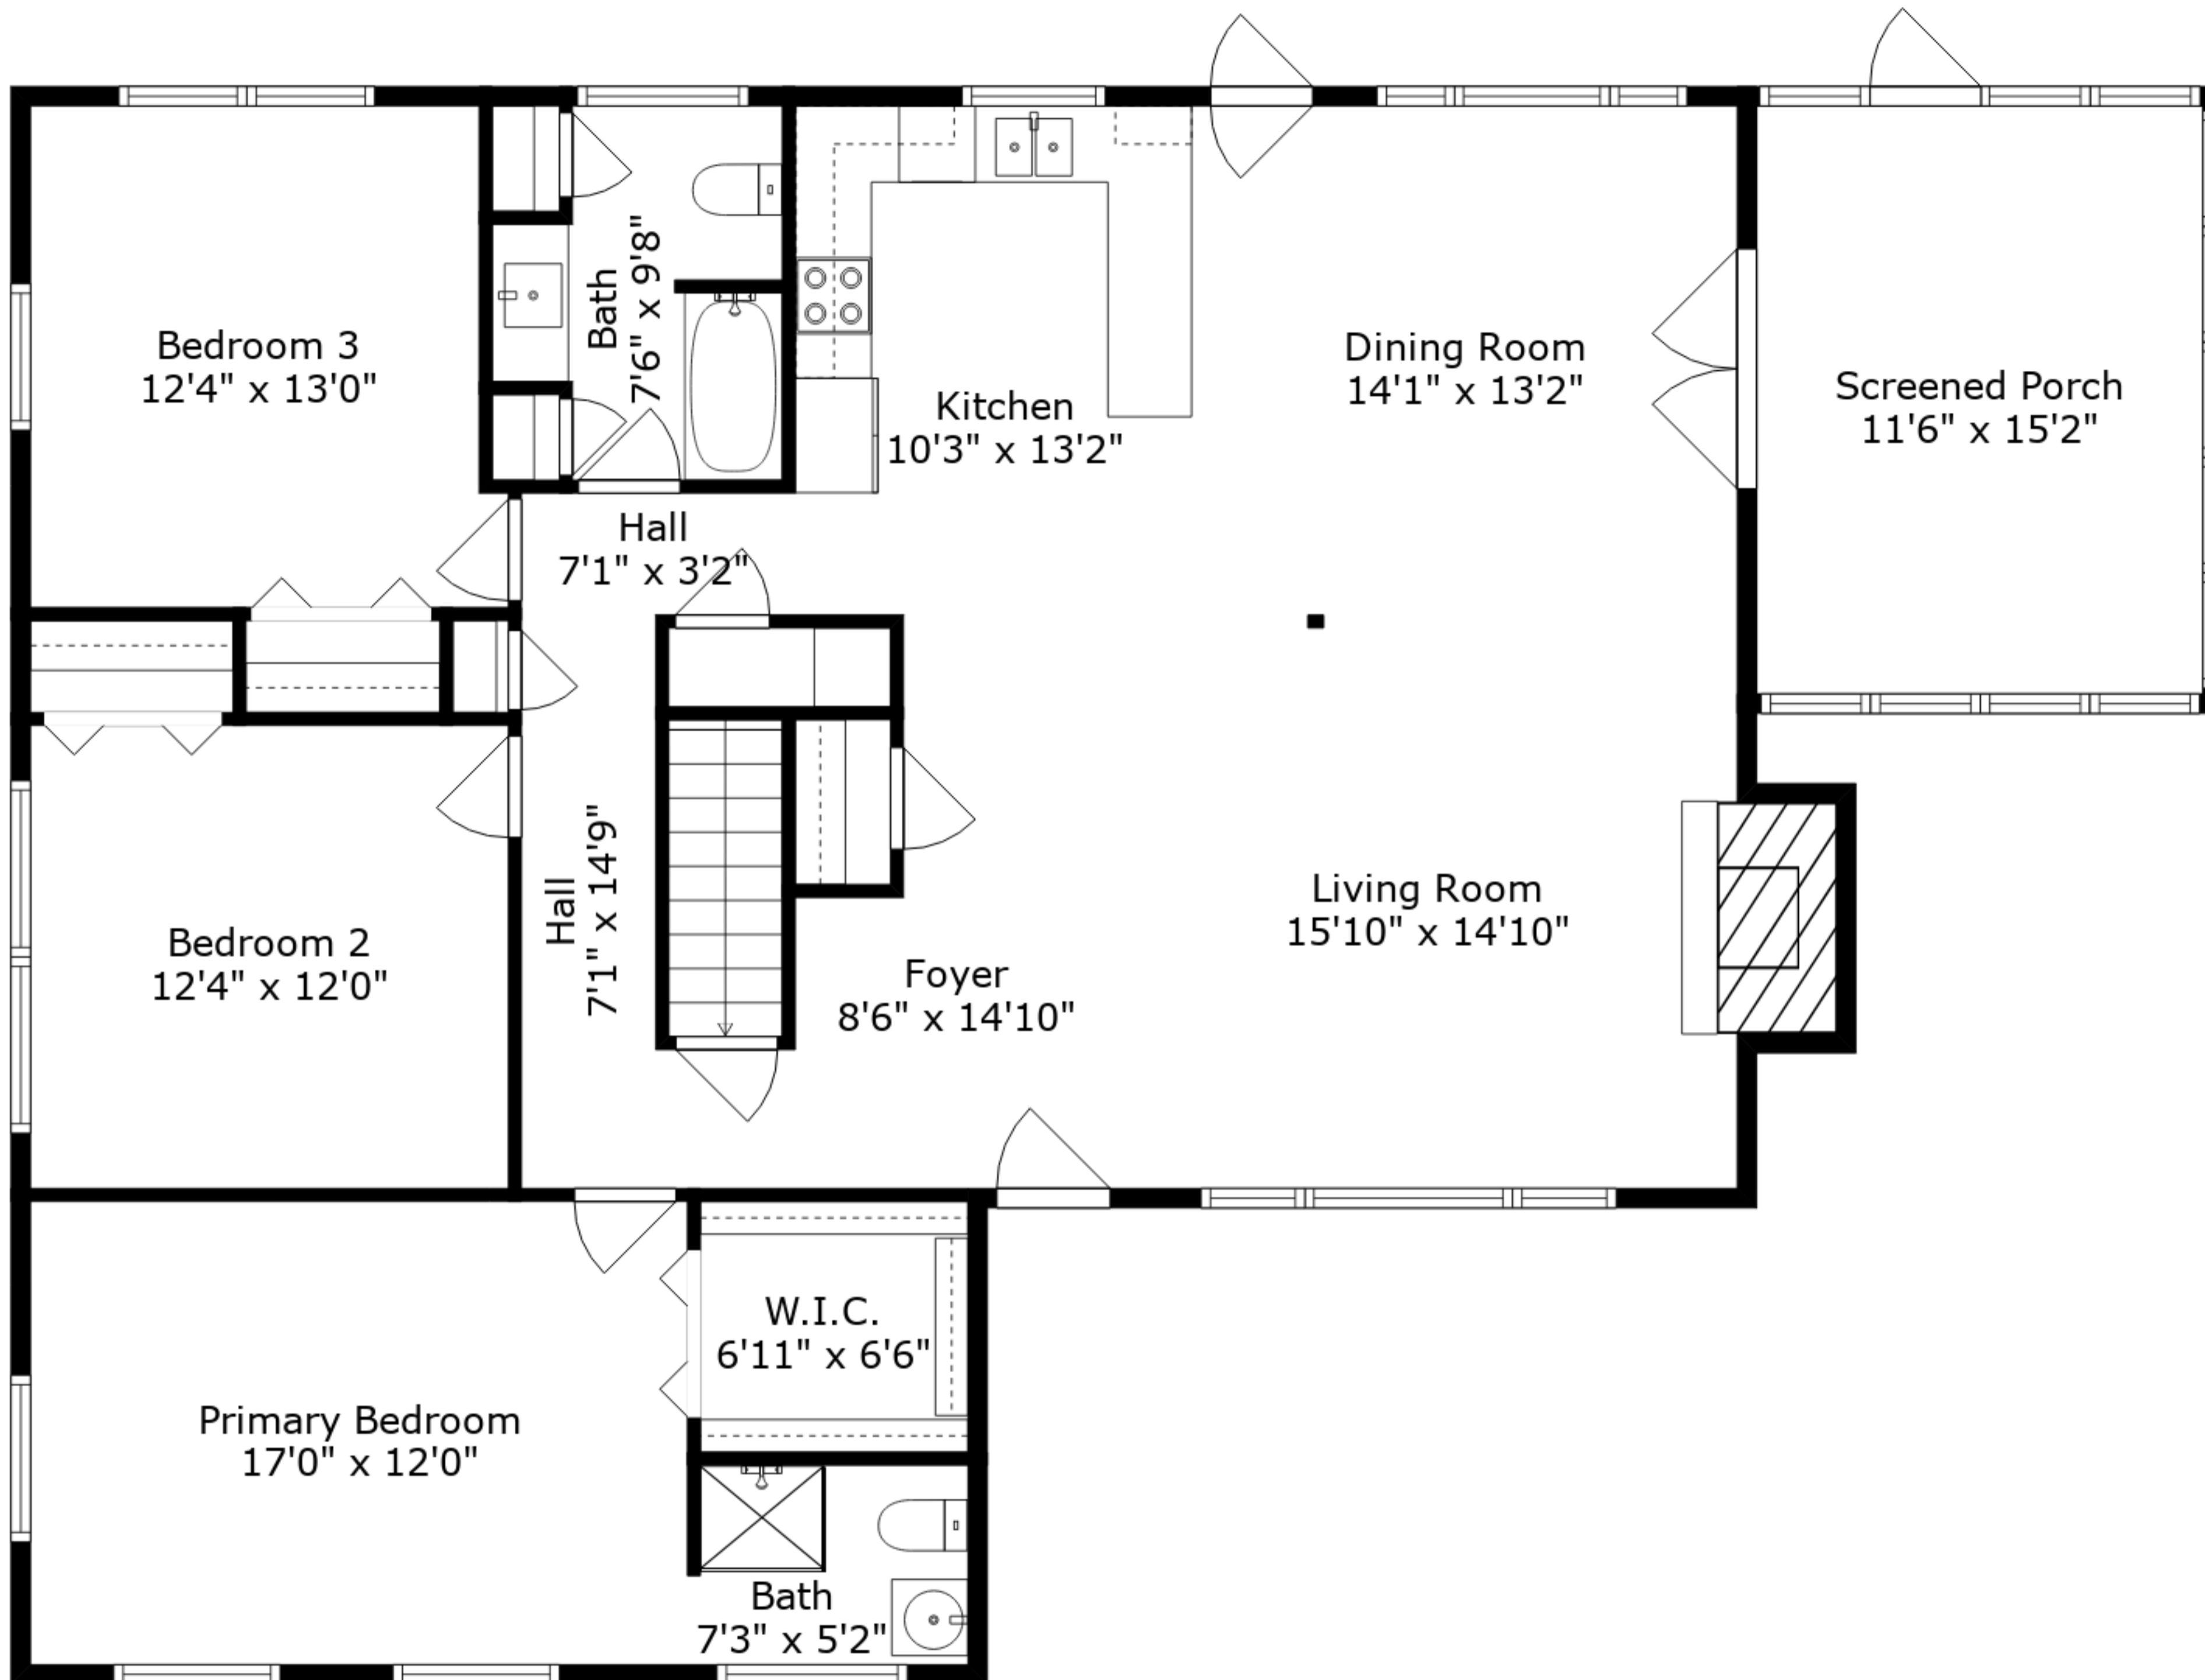 Bedroom 3
12'4" x 13'0"
Bath
7'6" x 9'8"
Kitchen
10'3" x 13'2"
Dining Room
14'1" x 13'2"
Screened Porch
11'6" x 15'2"
Hall
7'1" x 3'2"
Bedroom 2
12'4" x 12'0"
Hall
7'1" x 14'9"
Foyer
8'6" x 14'10"
Living Room
15'10" x 14'10"
Primary Bedroom
17'0" x 12'0"
W.I.C.
6'11" x 6'6"
Bath
7'3" x 5'2"